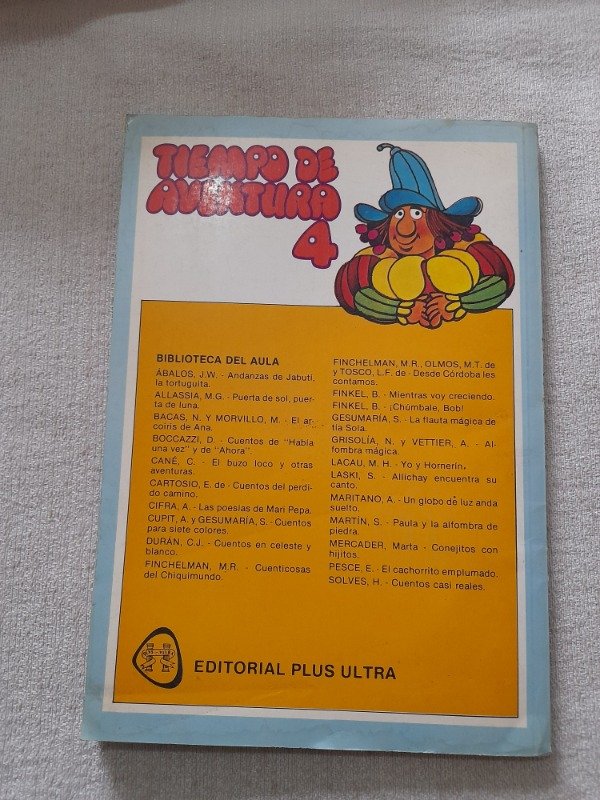 TIEMPO DE
AVENTURA
4
BIBLIOTECA DEL AULA
ÁBALOS, J.W. - Andanzas de Jabutí,
la tortuguita.
ALLASSIA, M.G. - Puerta de sol, puer-
ta de luna.
BACAS, N. Y MORVILLO, M. - El ar-
coiris de Ana.
BOCCAZZI, D. - Cuentos de "Había
una vez" y de "Ahora".
CANÉ, C. - El buzo loco y otras
aventuras.
CARTOSIO, E. de - Cuentos del perdi-
do camino.
CIFRA, A. - Las poesías de Mari Pepa.
CUPIT, A. y GESUMARIA, S. - Cuentos
para siete colores.
DURÁN, C.J. - Cuentos en celeste y
blanco.
FINCHELMAN, M.R. - Cuenticosas
del Chiquimundo.
FINCHELMAN, M.R., OLMOS, M.T. de
y TOSCO, L.F. de - Desde Córdoba les
contamos.
FINKEL, B. - Mientras voy creciendo.
FINKEL, B. - ¡Chúmbale, Bob!
GESUMARÍA, S. - La flauta mágica de
tía Sola.
GRISOLÍA, N. y VETTIER, A. - Al-
fombra mágica.
LACAU, M. H. - Yo y Hornerín.
LASKI, S. - Allichay encuentra su
canto.
MARITANO, A. - Un globo de luz anda
suelto.
MARTÍN, S. - Paula y la alfombra de
piedra.
MERCADER, Marta - Conejitos con
hijitos.
PESCE, E. - El cachorrito emplumado.
SOLVES, H. - Cuentos casi reales.
EDITORIAL PLUS ULTRA